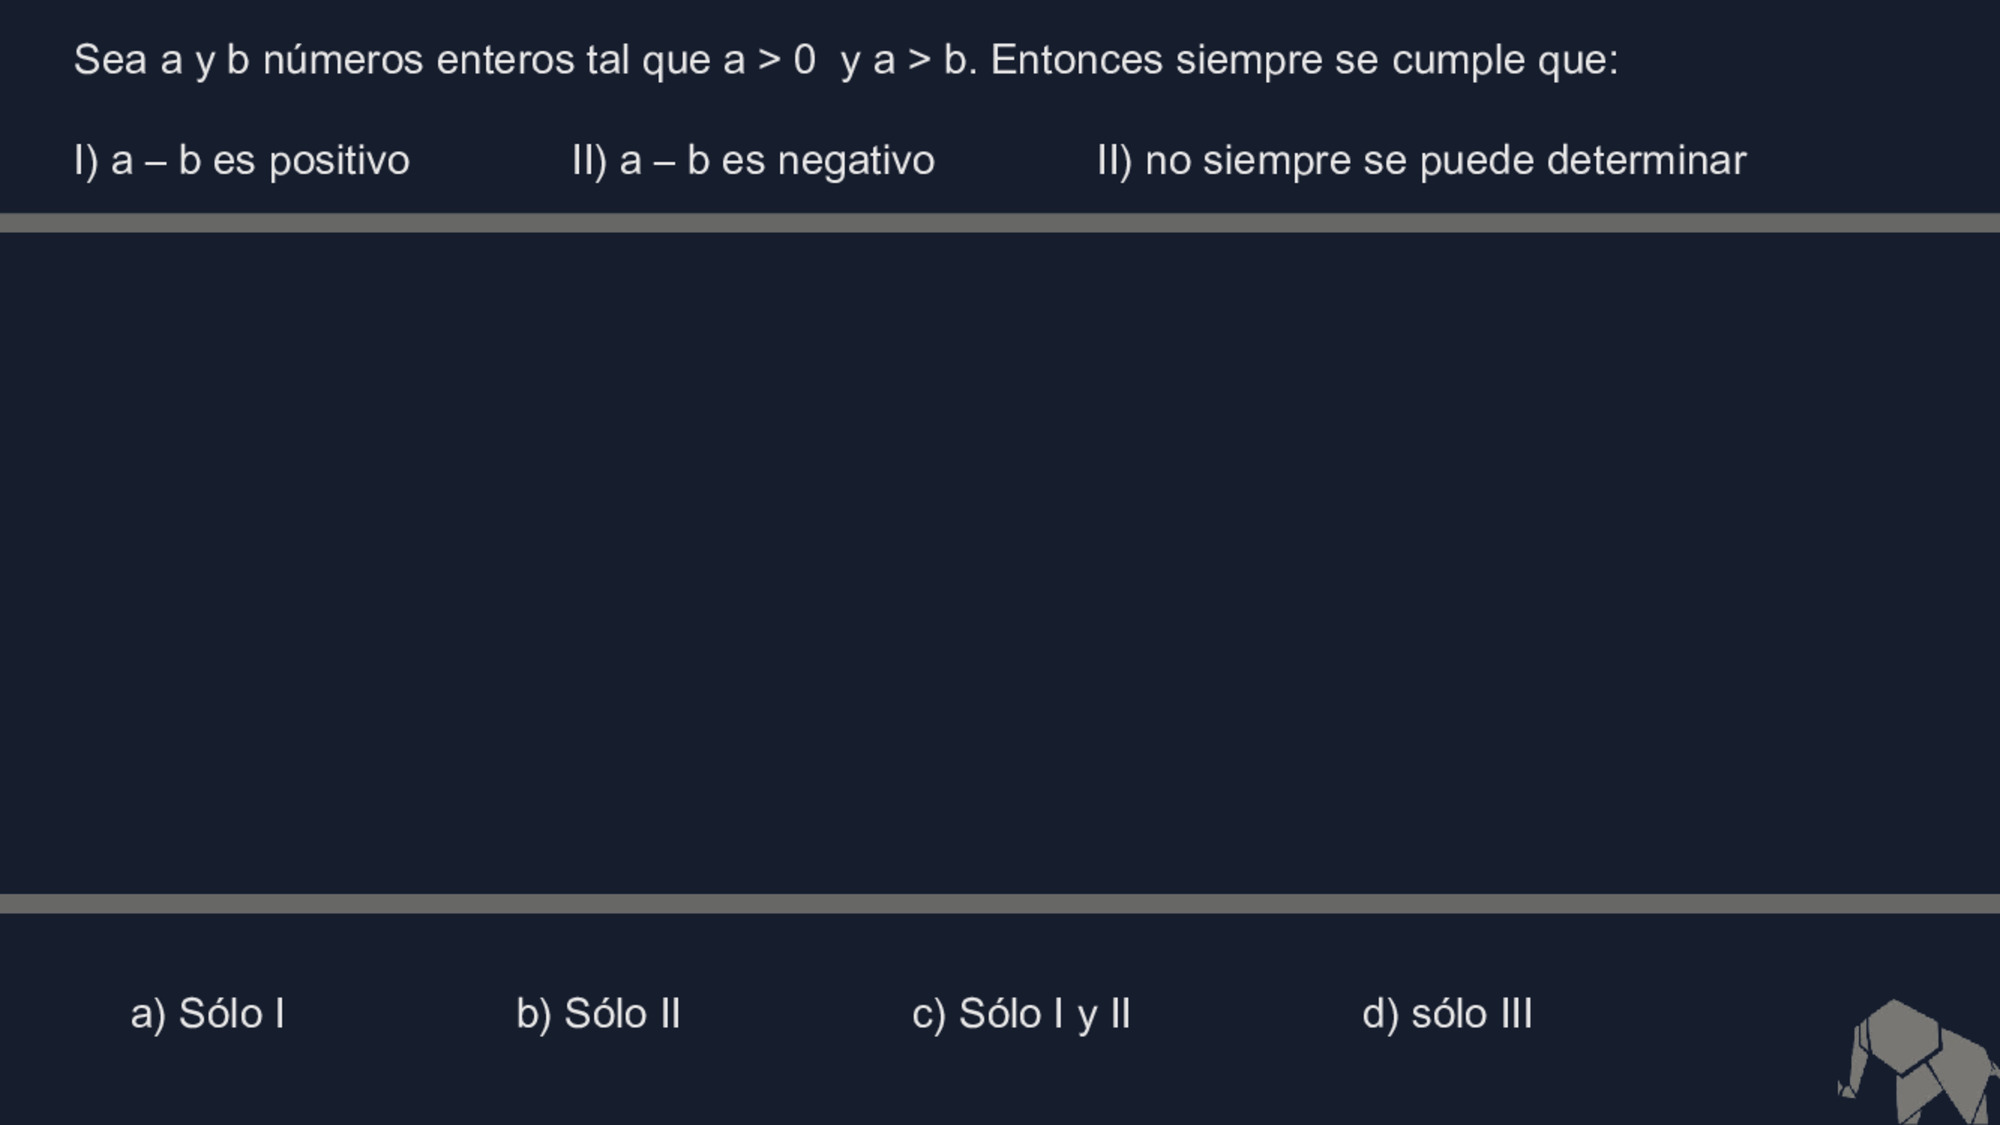 Sea a y b números enteros tal que a > 0  y a > b. Entonces siempre se cumple que:
I) a – b es positivo II) a – b es negativo II) no siempre se puede determinar
a) Sólo I b) Sólo II c) Sólo I y II d) sólo III